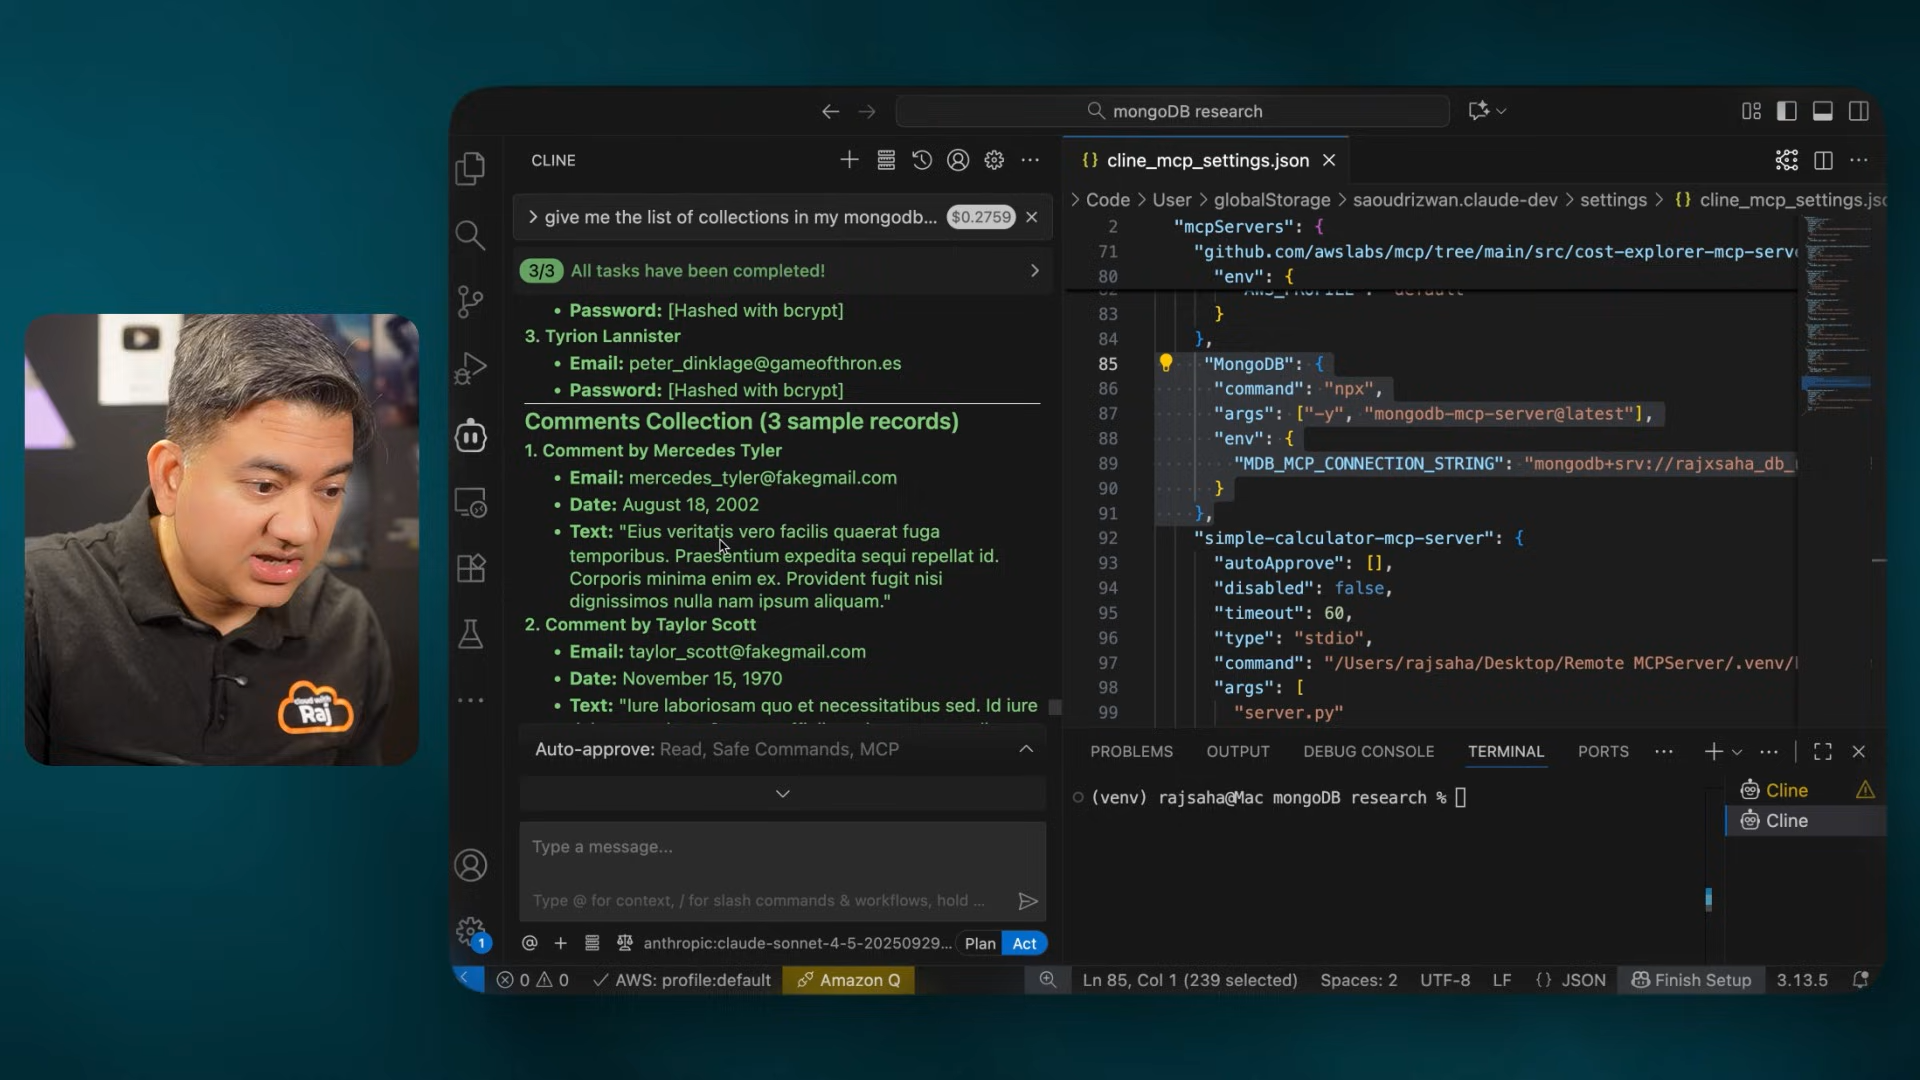 mongoDB research
CLINE
give me the list of collections in my mongodb... $0.2759
3/3 All tasks have been completed!
• Password: [Hashed with bcrypt]
3. Tyrion Lannister
• Email: peter_dinklage@gameofthron.es
• Password: [Hashed with bcrypt]
Comments Collection (3 sample records)
1. Comment by Mercedes Tyler
• Email: mercedes_tyler@fakegmail.com
• Date: August 18, 2002
• Text: "Eius veritatis vero facilis quaerat fuga
temporibus. Praesentium expedita sequi repellat id.
Corporis minima enim ex. Provident fugit nisi
dignissimos nulla nam ipsum aliquam."
2. Comment by Taylor Scott
• Email: taylor_scott@fakegmail.com
• Date: November 15, 1970
• Text: "Iure laboriosam quo et necessitatibus sed. Id iure
Auto-approve: Read, Safe Commands, MCP
Type a message...
Type @ for context, / for slash commands & workflows, hold ...
anthropic:claude-sonnet-4-5-20250929... Plan Act
{} cline_mcp_settings.json
> Code > User > globalStorage > saoudrizwan.claude-dev > settings > {} cline_mcp_settings.jsc
2 "mcpServers": {
71 "github.com/awslabs/mcp/tree/main/src/cost-explorer-mcp-serve
80 "env": {
82 "AWS_PROFILE": "default"
83 }
84 },
85 "MongoDB": {
86 "command": "npx",
87 "args": ["-y", "mongodb-mcp-server@latest"],
88 "env": {
89 "MDB_MCP_CONNECTION_STRING": "mongodb+srv://rajxsaha_db_
90 }
91 },
92 "simple-calculator-mcp-server": {
93 "autoApprove": [],
94 "disabled": false,
95 "timeout": 60,
96 "type": "stdio",
97 "command": "/Users/rajsaha/Desktop/Remote MCPServer/.venv/
98 "args": [
99 "server.py"
PROBLEMS OUTPUT DEBUG CONSOLE TERMINAL PORTS
(venv) rajsaha@Mac mongoDB research %
Cline
Cline
cloud with
Raj
1
0 0 AWS: profile:default Amazon Q Ln 85, Col 1 (239 selected) Spaces: 2 UTF-8 LF {} JSON Finish Setup 3.13.5